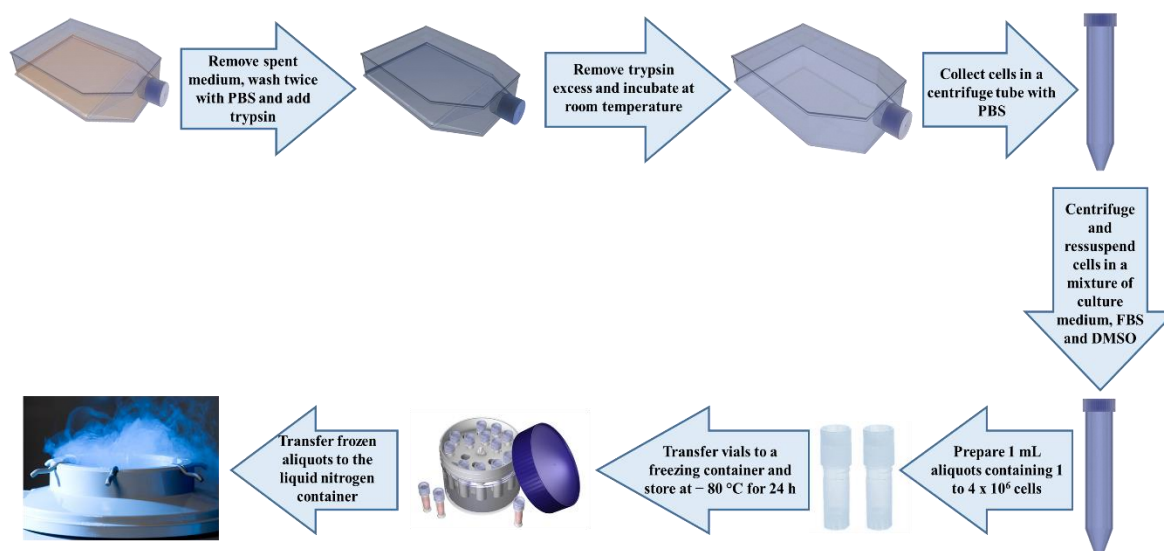 Remove spent
medium, wash twice
with PBS and add
trypsin
Remove trypsin
excess and incubate at
room temperature
Collect cells in a
centrifuge tube with
PBS
Centrifuge
and
ressuspend
cells in a
mixture of
culture
medium, FBS
and DMSO
Prepare 1 mL
aliquots containing 1
to 4 x 10⁶ cells
Transfer vials to a
freezing container and
store at − 80 °C for 24 h
Transfer frozen
aliquots to the
liquid nitrogen
container